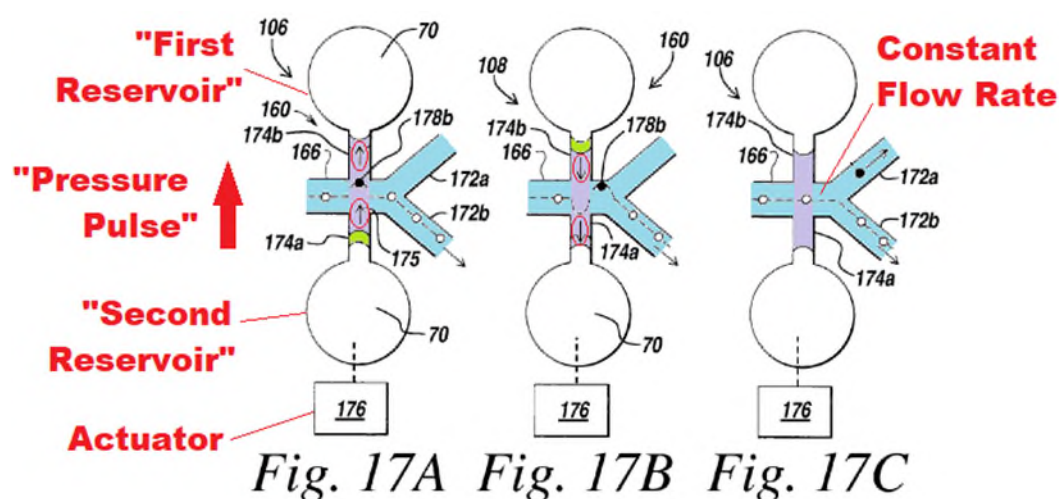 "First
Reservoir"
"Pressure
Pulse"
"Second
Reservoir"
Actuator
106
70
160
174b
178b
166
172a
172b
174a
175
70
176
Fig. 17A
160
108
174b
178b
166
172a
172b
174a
70
176
Fig. 17B
Constant
Flow Rate
106
174b
166
172a
172b
174a
176
Fig. 17C